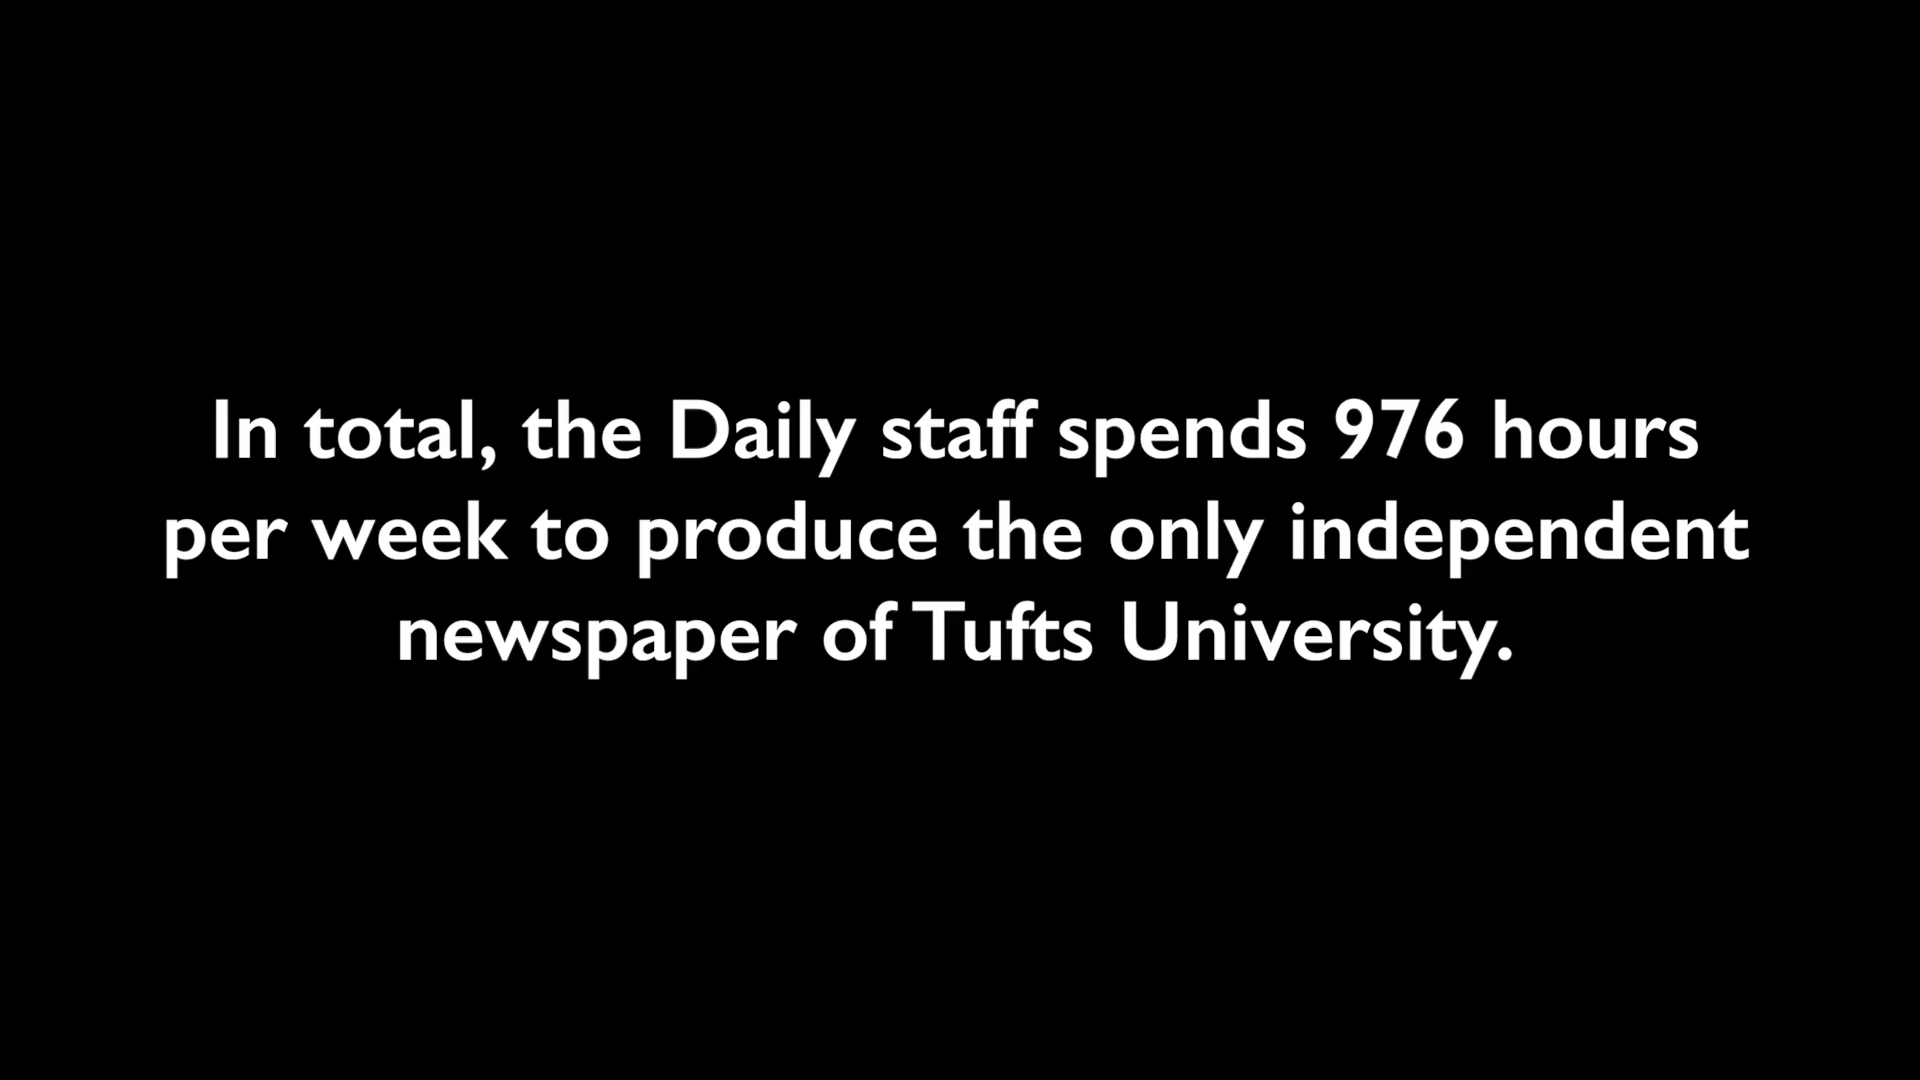 In total, the Daily staff spends 976 hours
per week to produce the only independent
newspaper of Tufts University.